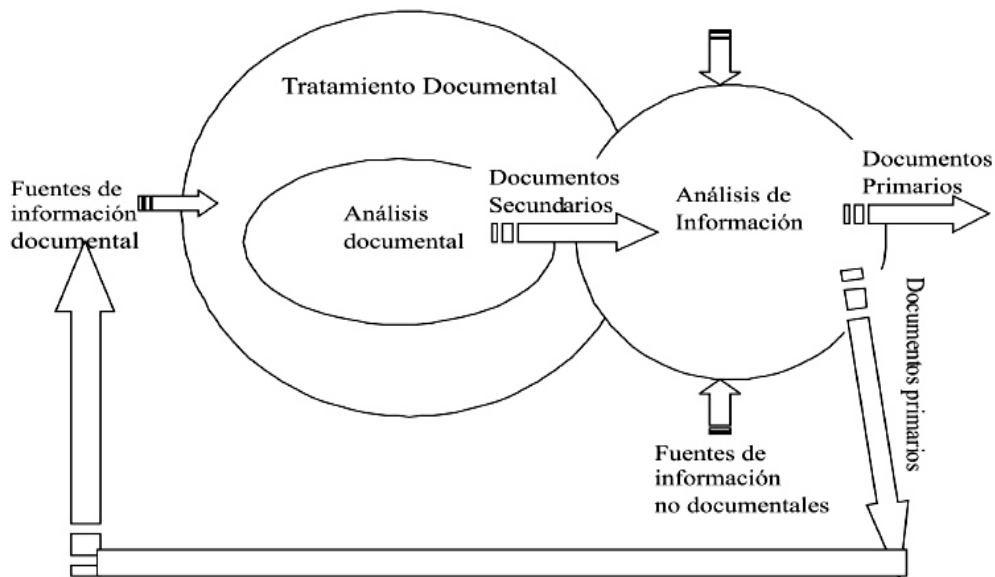 Tratamiento Documental
Fuentes de
información
documental
Análisis
documental
Documentos
Secundarios
Análisis de
Información
Documentos
Primarios
Documentos primarios
Fuentes de
información
no documentales